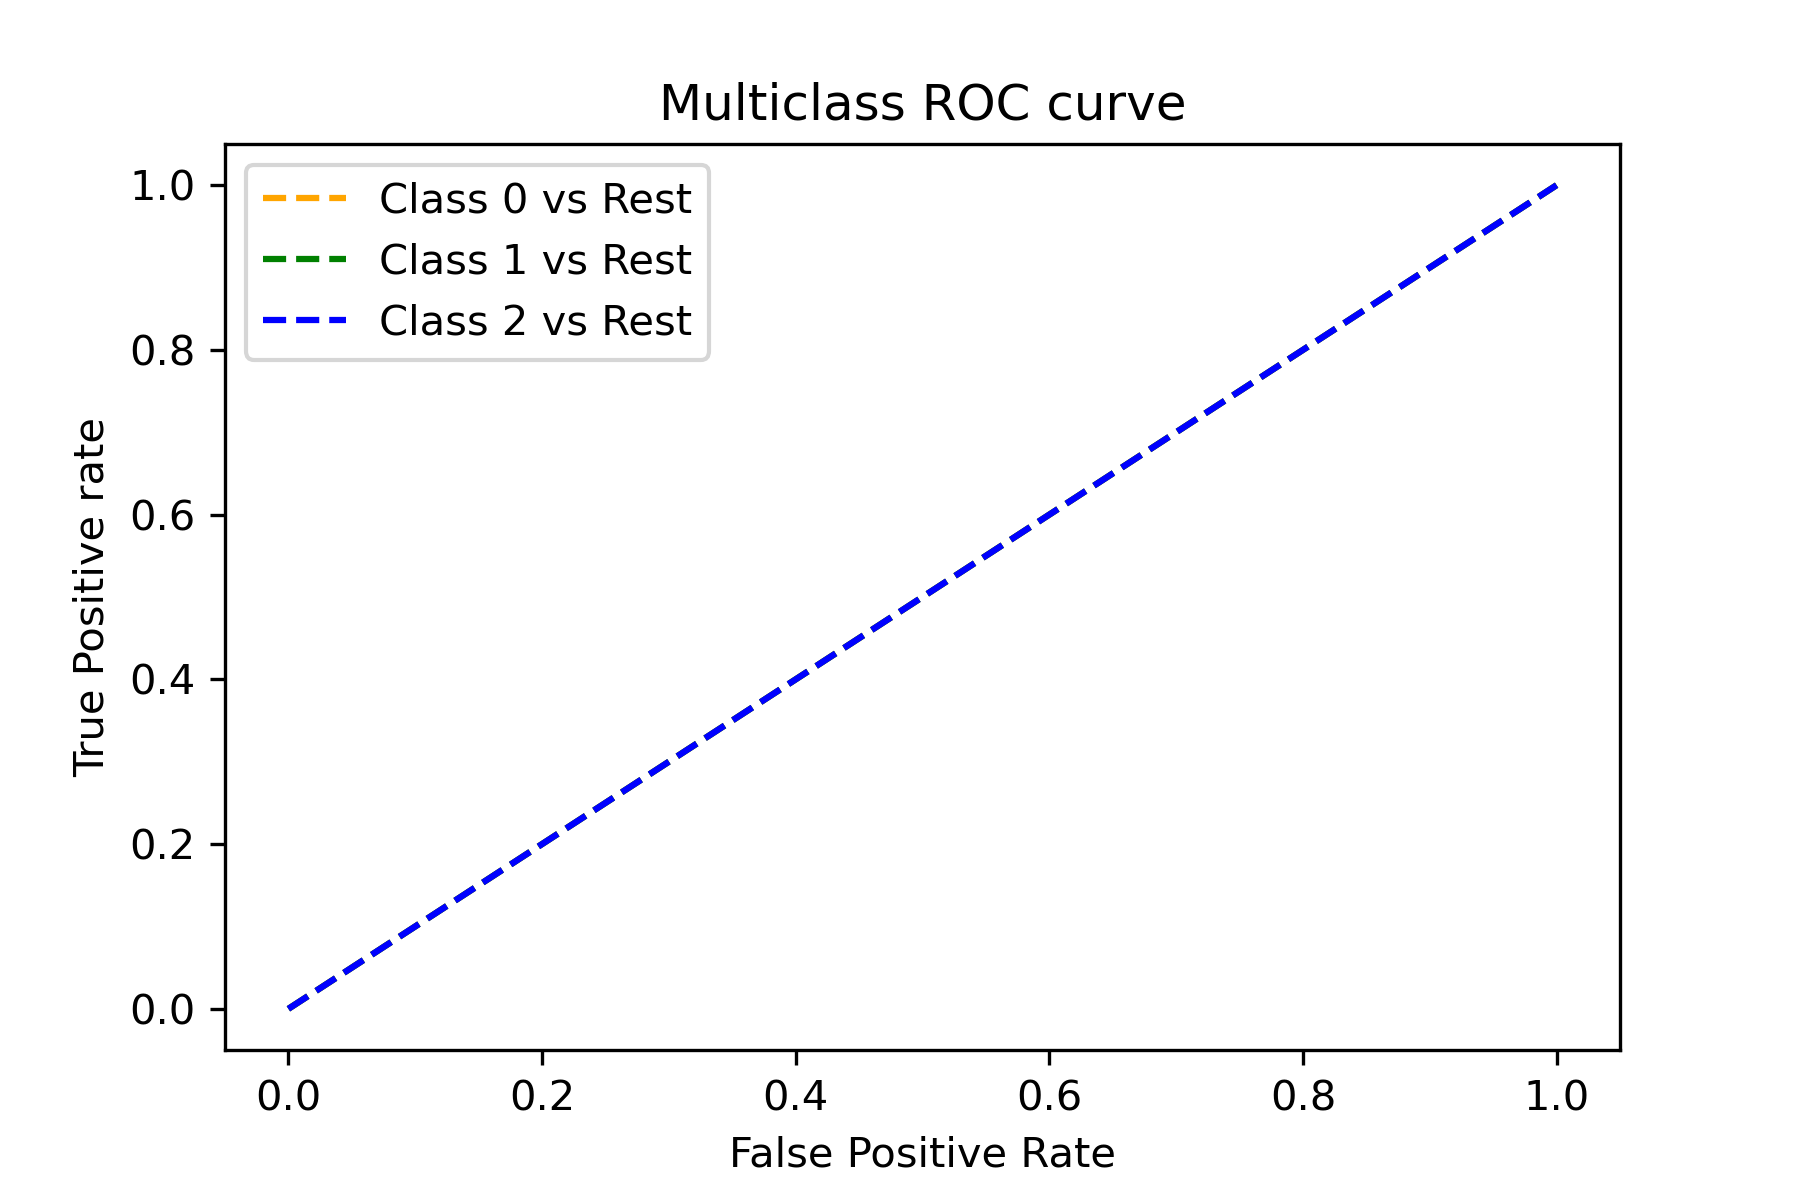 Multiclass ROC curve
Class 0 vs Rest
Class 1 vs Rest
Class 2 vs Rest
True Positive rate
1.0
0.8
0.6
0.4
0.2
0.0
0.0 0.2 0.4 0.6 0.8 1.0
False Positive Rate